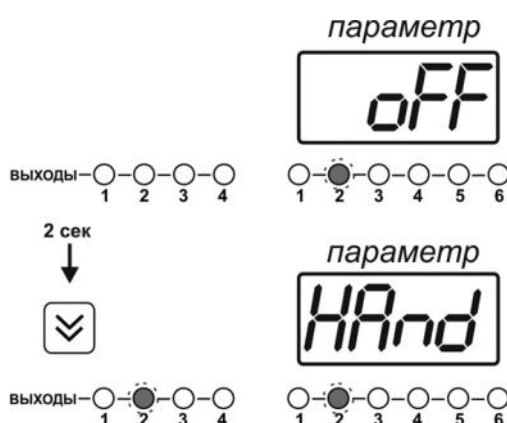 параметр
oFF
ВЫХОДЫ 1 2 3 4 1 2 3 4 5 6
2 сек
параметр
HAnd
ВЫХОДЫ 1 2 3 4 1 2 3 4 5 6